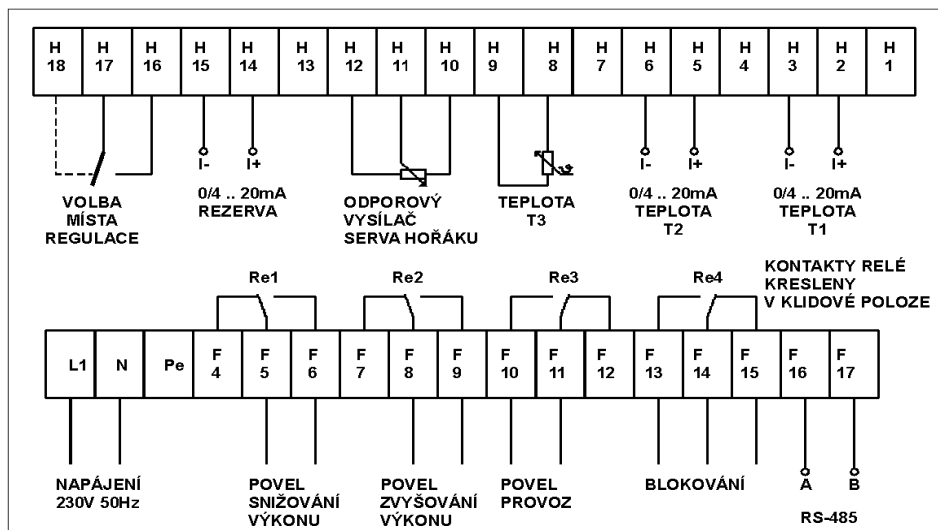 H 18 H 17 H 16 H 15 H 14 H 13 H 12 H 11 H 10 H 9 H 8 H 7 H 6 H 5 H 4 H 3 H 2 H 1
I- I+ I- I+ I- I+
VOLBA
MÍSTA
REGULACE
0/4 .. 20mA
REZERVA
ODPOROVÝ
VYSÍLAČ
SERVA HOŘÁKU
TEPLOTA
T3
0/4 .. 20mA
TEPLOTA
T2
0/4 .. 20mA
TEPLOTA
T1
KONTAKTY RELÉ
KRESLENY
V KLIDOVÉ POLOZE
Re1 Re2 Re3 Re4
L1 N Pe F 4 F 5 F 6 F 7 F 8 F 9 F 10 F 11 F 12 F 13 F 14 F 15 F 16 F 17
NAPÁJENÍ
230V 50Hz
POVEL
SNIŽOVÁNÍ
VÝKONU
POVEL
ZVYŠOVÁNÍ
VÝKONU
POVEL
PROVOZ
BLOKOVÁNÍ
A B
RS-485